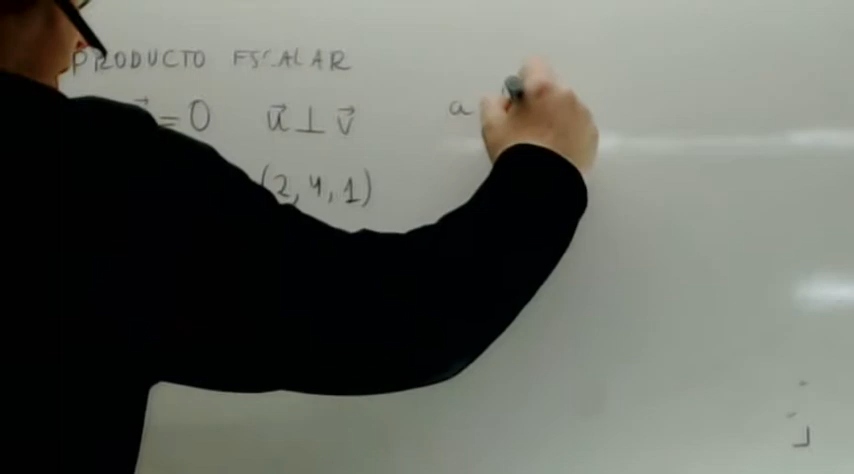 PRODUCTO ESCALAR
= 0 u⃗ ⊥ v⃗
(2, 4, 1)
a